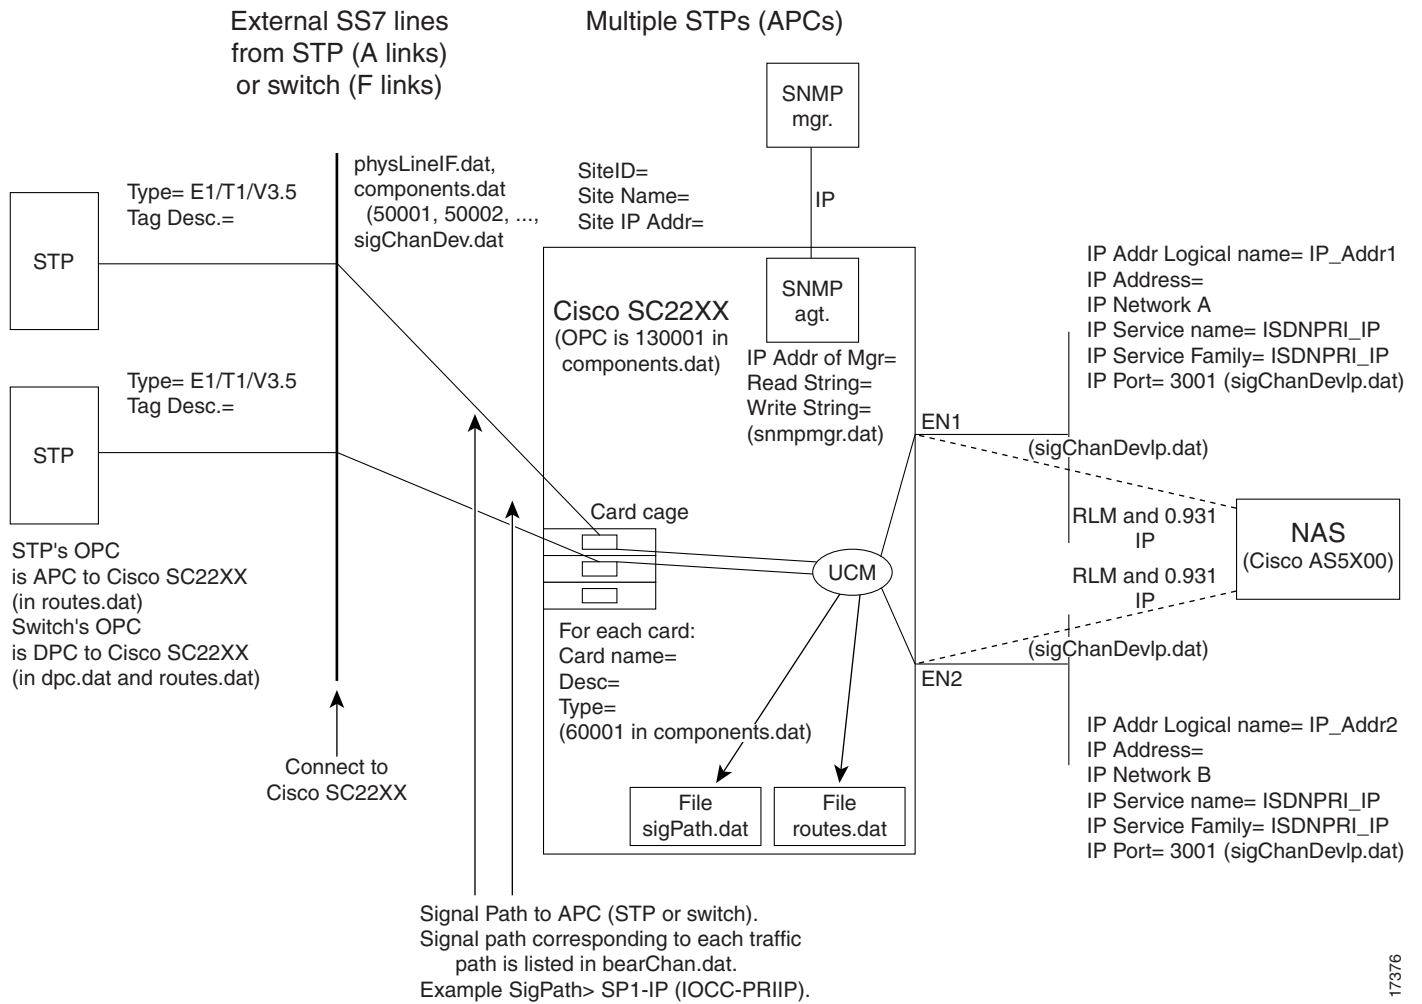 External SS7 lines
from STP (A links)
or switch (F links)
Multiple STPs (APCs)
SNMP
mgr.
IP
SiteID=
Site Name=
Site IP Addr=
physLineIF.dat,
components.dat
(50001, 50002, ...,
sigChanDev.dat
Type= E1/T1/V3.5
Tag Desc.=
STP
Type= E1/T1/V3.5
Tag Desc.=
STP
STP's OPC
is APC to Cisco SC22XX
(in routes.dat)
Switch's OPC
is DPC to Cisco SC22XX
(in dpc.dat and routes.dat)
Connect to
Cisco SC22XX
Cisco SC22XX
(OPC is 130001 in
components.dat)
SNMP
agt.
IP Addr of Mgr=
Read String=
Write String=
(snmpmgr.dat)
Card cage
UCM
For each card:
Card name=
Desc=
Type=
(60001 in components.dat)
File
sigPath.dat
File
routes.dat
EN1
EN2
IP Addr Logical name= IP_Addr1
IP Address=
IP Network A
IP Service name= ISDNPRI_IP
IP Service Family= ISDNPRI_IP
IP Port= 3001 (sigChanDevlp.dat)
(sigChanDevlp.dat)
RLM and 0.931
IP
RLM and 0.931
IP
(sigChanDevlp.dat)
NAS
(Cisco AS5X00)
IP Addr Logical name= IP_Addr2
IP Address=
IP Network B
IP Service name= ISDNPRI_IP
IP Service Family= ISDNPRI_IP
IP Port= 3001 (sigChanDevlp.dat)
Signal Path to APC (STP or switch).
Signal path corresponding to each traffic
path is listed in bearChan.dat.
Example SigPath> SP1-IP (IOCC-PRIIP).
17376